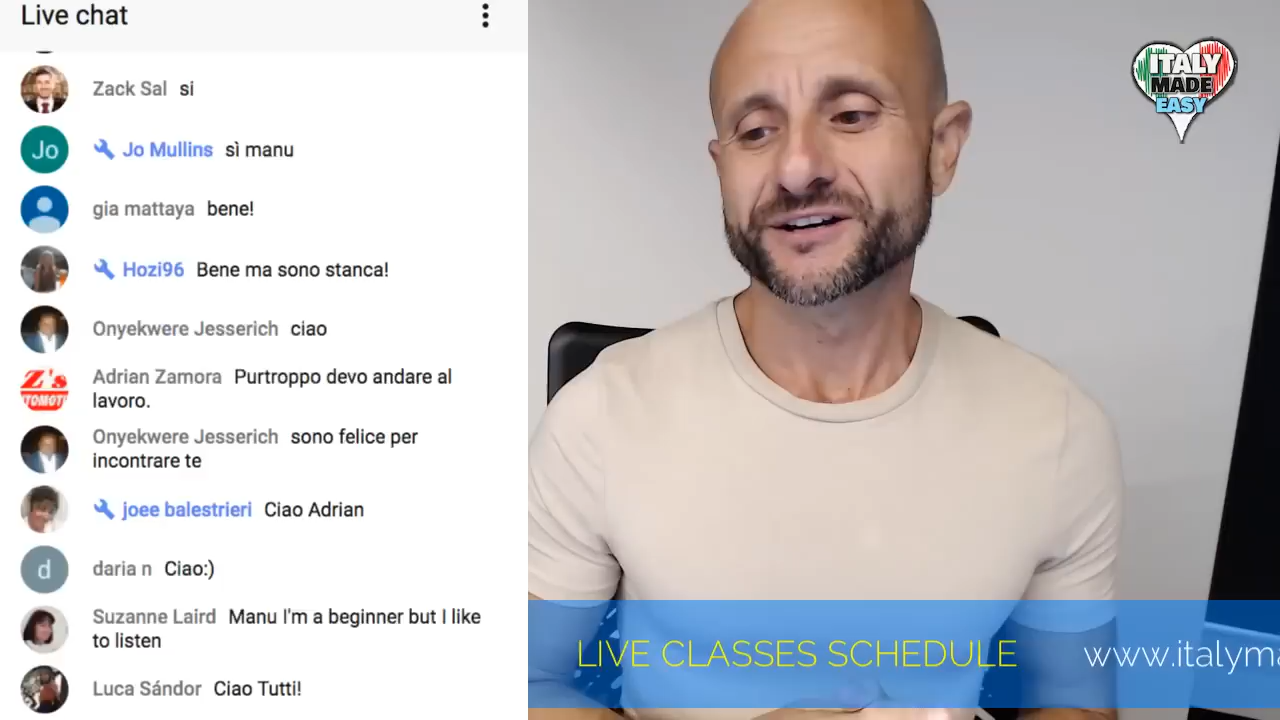 Live chat
Zack Sal si
Jo
Jo Mullins sì manu
gia mattaya bene!
Hozi96 Bene ma sono stanca!
Onyekwere Jesserich ciao
Z's
Adrian Zamora Purtroppo devo andare al
lavoro.
Onyekwere Jesserich sono felice per
incontrare te
joee balestrieri Ciao Adrian
d
daria n Ciao:)
Suzanne Laird Manu I'm a beginner but I like
to listen
Luca Sándor Ciao Tutti!
ITALY
MADE
EASY
LIVE CLASSES SCHEDULE www.italyma